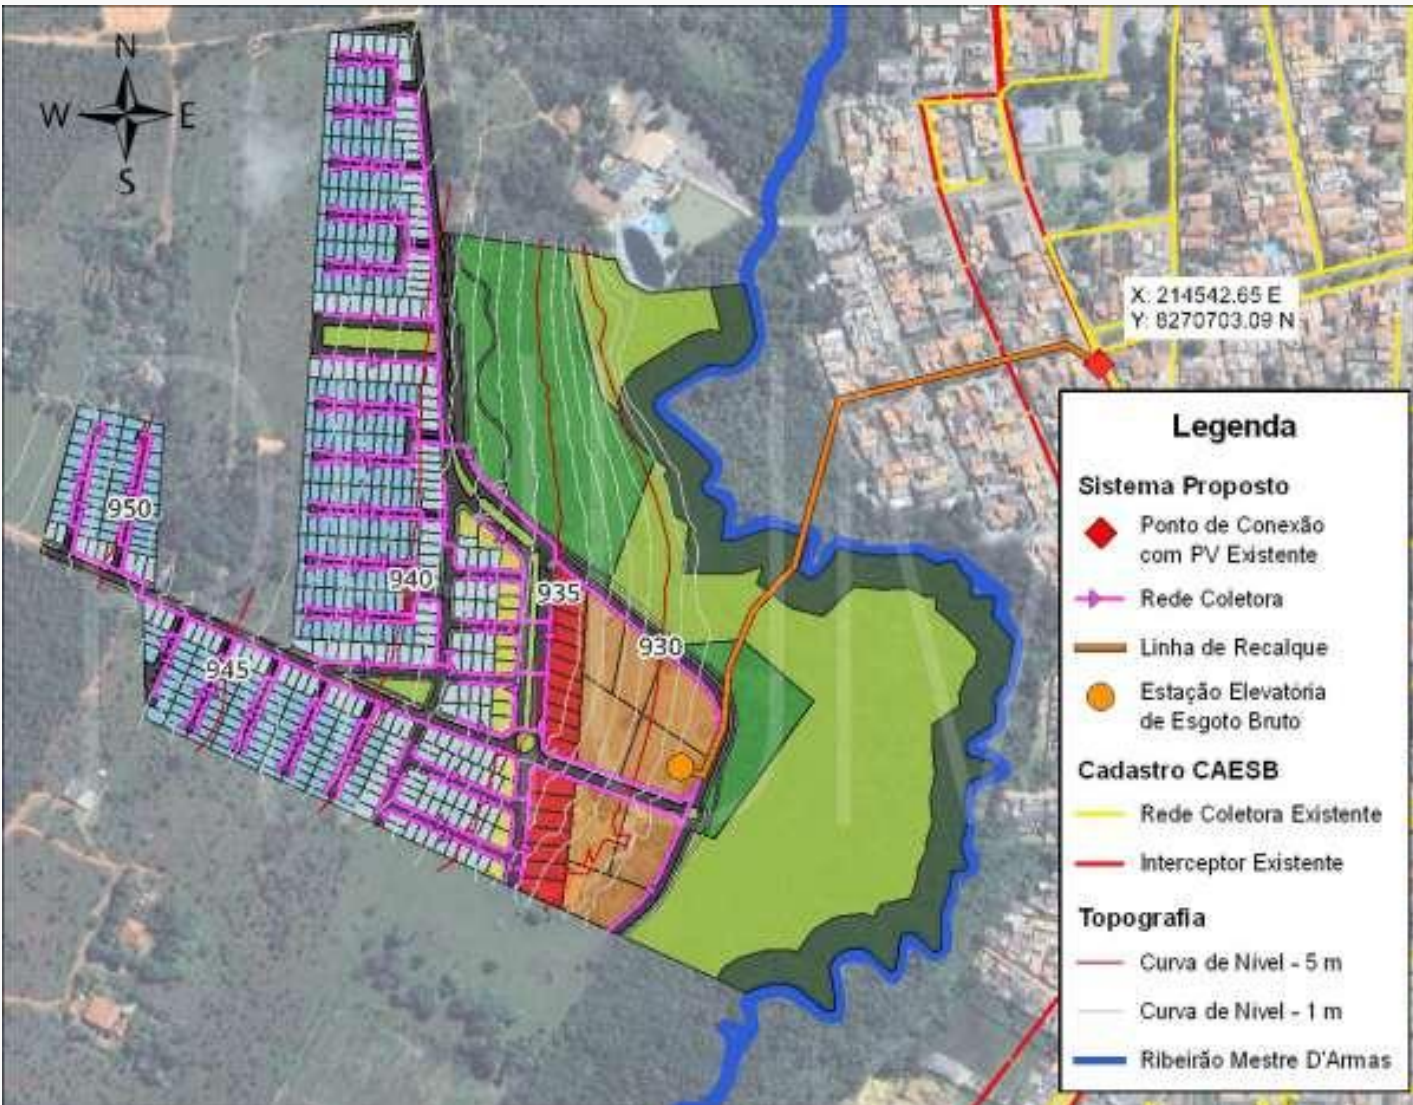 N
W E
S
X: 214542.65 E
Y: 8270703.09 N
950
940
935
930
945
Legenda
Sistema Proposto
Ponto de Conexão
com PV Existente
Rede Coletora
Linha de Recalque
Estação Elevatória
de Esgoto Bruto
Cadastro CAESB
Rede Coletora Existente
Interceptor Existente
Topografia
Curva de Nível - 5 m
Curva de Nível - 1 m
Ribeirão Mestre D'Armas